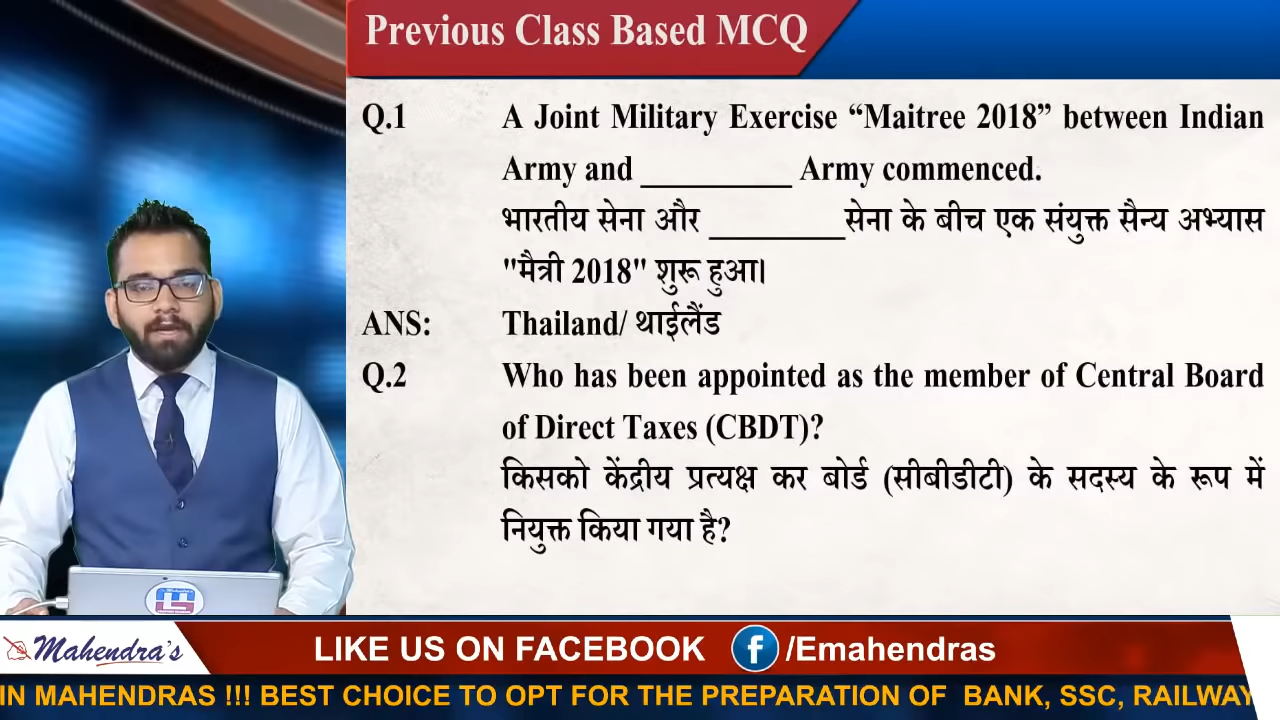 Previous Class Based MCQ
Q.1 A Joint Military Exercise “Maitree 2018” between Indian
Army and __________ Army commenced.
भारतीय सेना और _________सेना के बीच एक संयुक्त सैन्य अभ्यास
"मैत्री 2018" शुरू हुआ।
ANS: Thailand/ थाईलैंड
Q.2 Who has been appointed as the member of Central Board
of Direct Taxes (CBDT)?
किसको केंद्रीय प्रत्यक्ष कर बोर्ड (सीबीडीटी) के सदस्य के रूप में
नियुक्त किया गया है?
Mahendra's
LIKE US ON FACEBOOK f /Emahendras
IN MAHENDRAS !!! BEST CHOICE TO OPT FOR THE PREPARATION OF BANK, SSC, RAILWAY